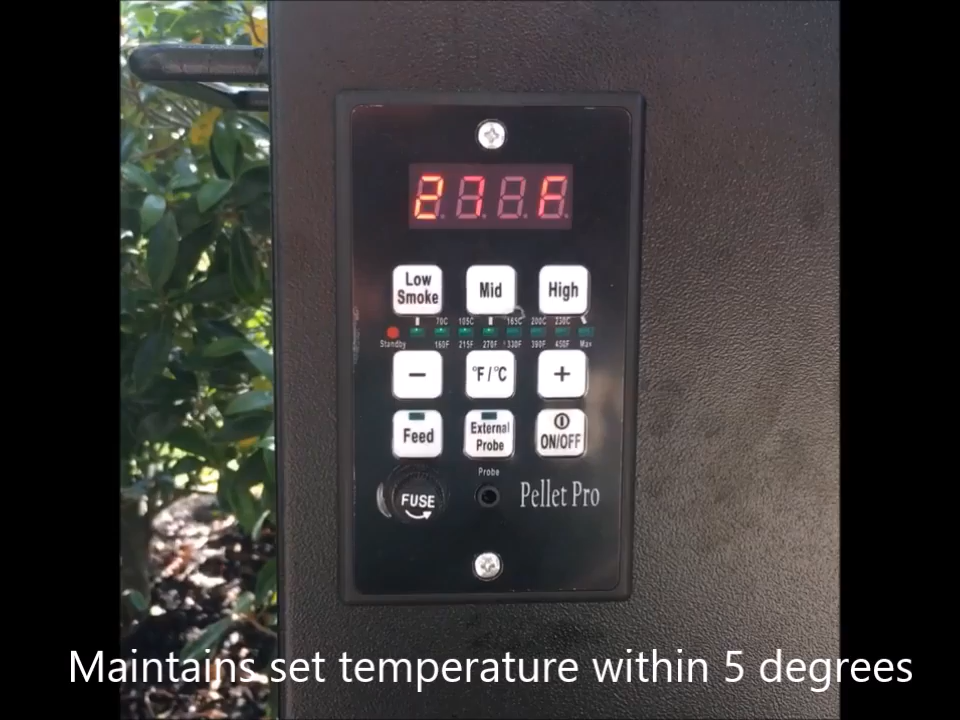 27 F
Low Smoke Mid High
70C 105C 165C 200C 230C
Standby 160F 215F 270F 330F 390F 450F Max
− °F/°C +
Feed External Probe ON/OFF
Probe
FUSE Pellet Pro
Maintains set temperature within 5 degrees